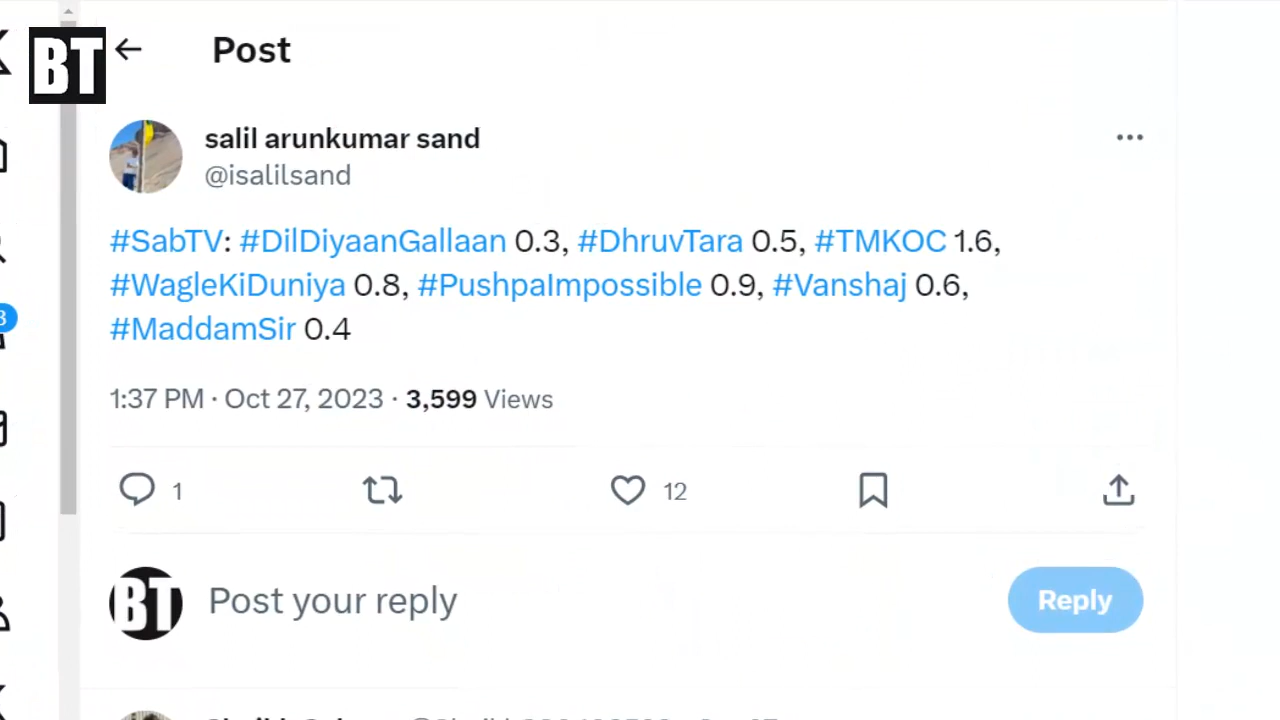 BT
Post
salil arunkumar sand
@isalilsand
#SabTV: #DilDiyaanGallaan 0.3, #DhruvTara 0.5, #TMKOC 1.6,
#WagleKiDuniya 0.8, #PushpaImpossible 0.9, #Vanshaj 0.6,
#MaddamSir 0.4
1:37 PM · Oct 27, 2023 · 3,599 Views
1 12
BT Post your reply Reply